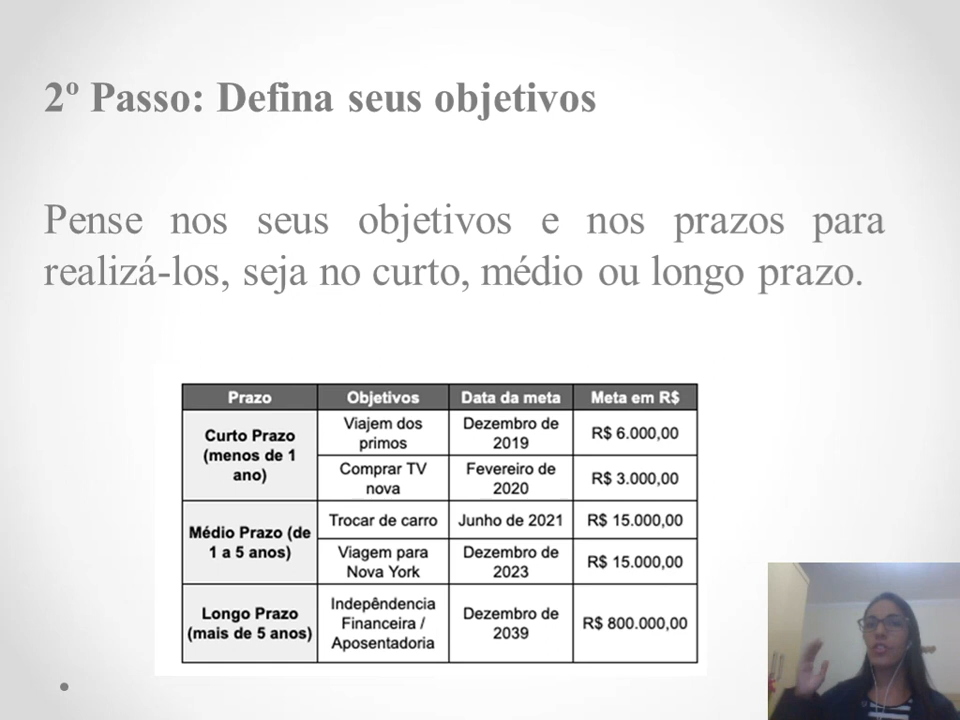 2º Passo: Defina seus objetivos
Pense nos seus objetivos e nos prazos para
realizá-los, seja no curto, médio ou longo prazo.
Prazo Objetivos Data da meta Meta em R$
Curto Prazo
(menos de 1
ano)
Viajem dos
primos
Dezembro de
2019
R$ 6.000,00
Comprar TV
nova
Fevereiro de
2020
R$ 3.000,00
Médio Prazo (de
1 a 5 anos)
Trocar de carro
Junho de 2021
R$ 15.000,00
Viagem para
Nova York
Dezembro de
2023
R$ 15.000,00
Longo Prazo
(mais de 5 anos)
Indepêndencia
Financeira /
Aposentadoria
Dezembro de
2039
R$ 800.000,00